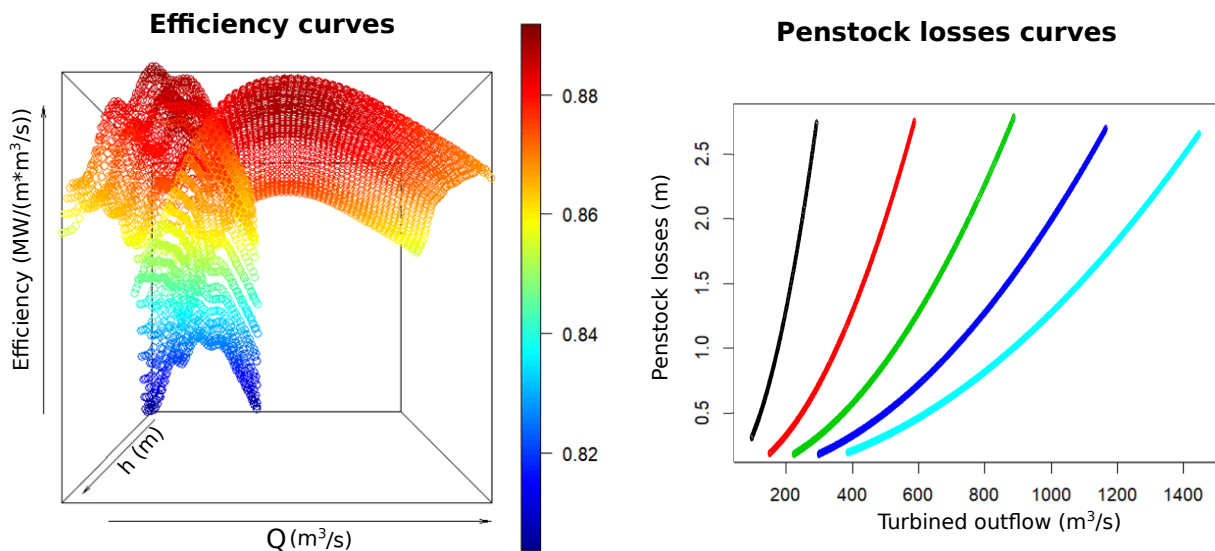 Efficiency curves
Efficiency (MW/(m*m³/s))
h (m)
Q (m³/s)
0.88
0.86
0.84
0.82
Penstock losses curves
Penstock losses (m)
2.5
2.0
1.5
1.0
0.5
200 400 600 800 1000 1200 1400
Turbined outflow (m³/s)